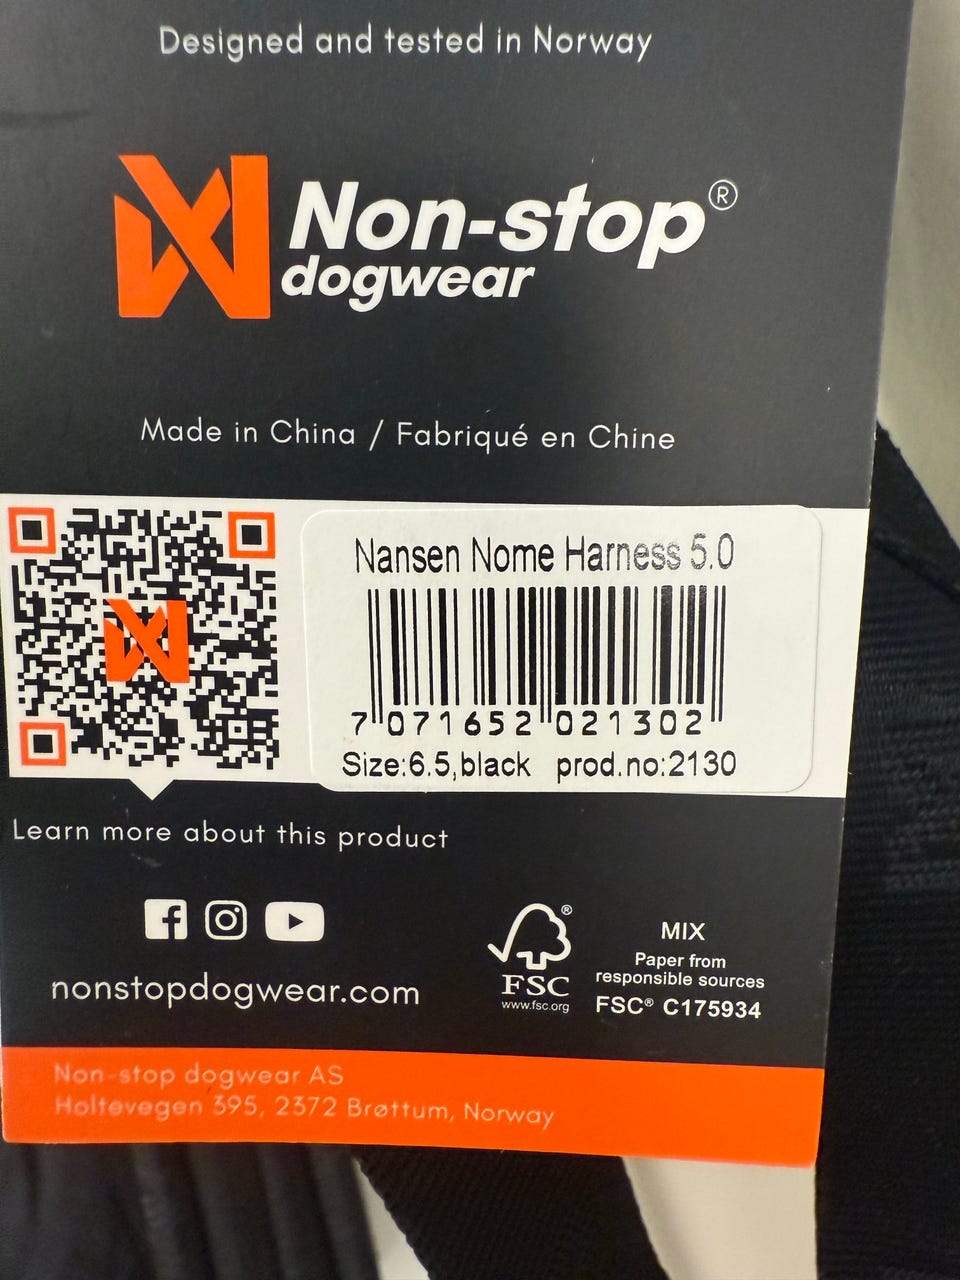 Designed and tested in Norway
Non-stop®
dogwear
Made in China / Fabriqué en Chine
Nansen Nome Harness 5.0
7 071652 021302
Size:6.5,black prod.no:2130
Learn more about this product
nonstopdogwear.com
FSC®
www.fsc.org
MIX
Paper from
responsible sources
FSC® C175934
Non-stop dogwear AS
Holtevegen 395, 2372 Brøttum, Norway